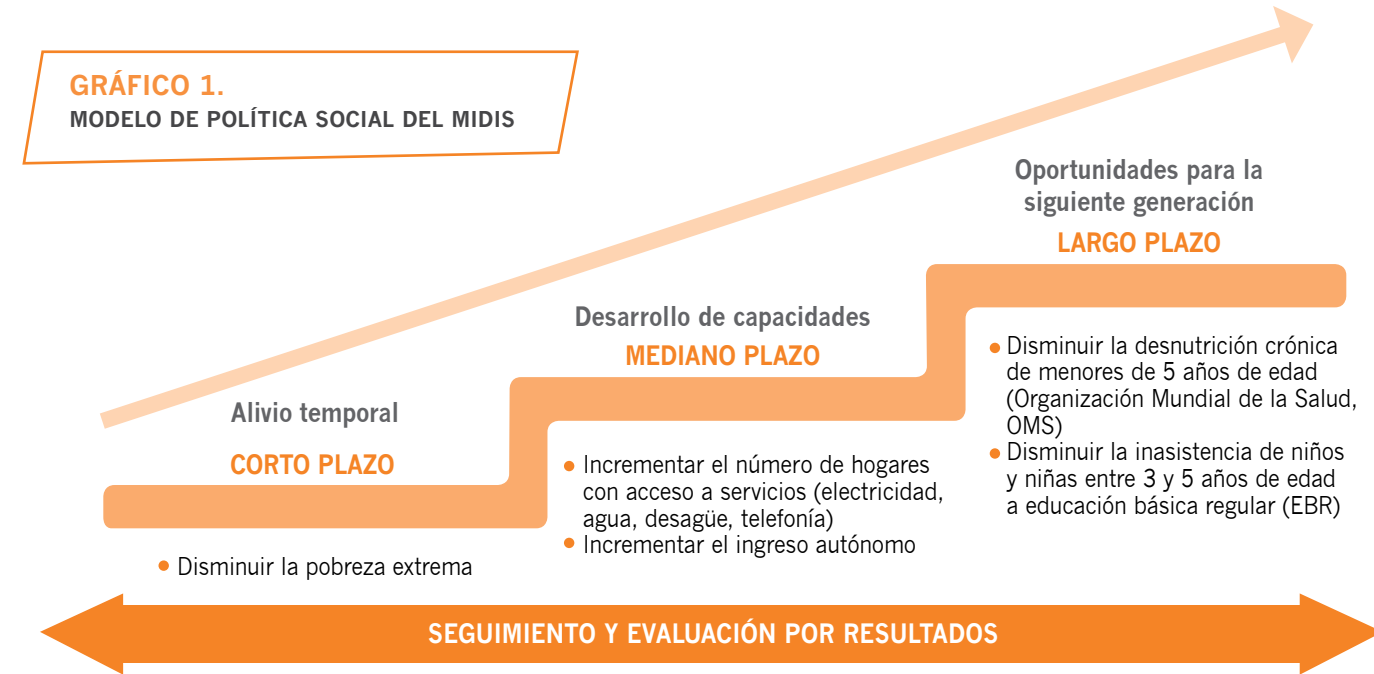 GRÁFICO 1.
MODELO DE POLÍTICA SOCIAL DEL MIDIS
Alivio temporal
CORTO PLAZO
• Disminuir la pobreza extrema
Desarrollo de capacidades
MEDIANO PLAZO
• Incrementar el número de hogares
con acceso a servicios (electricidad,
agua, desagüe, telefonía)
• Incrementar el ingreso autónomo
Oportunidades para la
siguiente generación
LARGO PLAZO
• Disminuir la desnutrición crónica
de menores de 5 años de edad
(Organización Mundial de la Salud,
OMS)
• Disminuir la inasistencia de niños
y niñas entre 3 y 5 años de edad
a educación básica regular (EBR)
SEGUIMIENTO Y EVALUACIÓN POR RESULTADOS